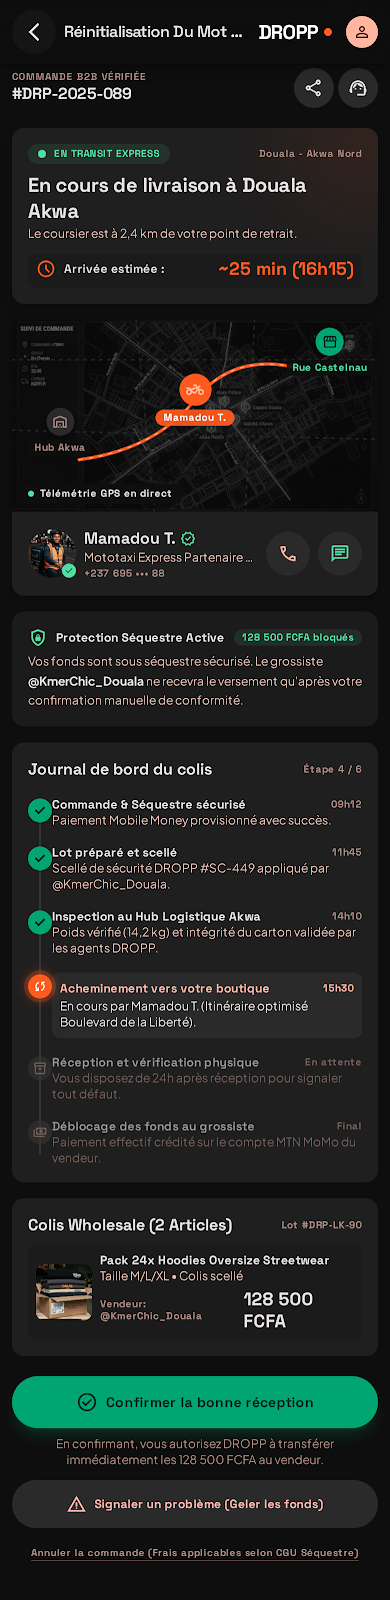 Réinitialisation Du Mot ...
DROPP
COMMANDE B2B VÉRIFIÉE
#DRP-2025-089
EN TRANSIT EXPRESS
Douala - Akwa Nord
En cours de livraison à Douala
Akwa
Le coursier est à 2,4 km de votre point de retrait.
Arrivée estimée :
~25 min (16h15)
SUIVI DE COMMANDE
Rue Castelnau
Mamadou T.
Hub Akwa
Télémétrie GPS en direct
Mamadou T.
Mototaxi Express Partenaire ...
+237 695 ••• 88
Protection Séquestre Active
128 500 FCFA bloqués
Vos fonds sont sous séquestre sécurisé. Le grossiste
@KmerChic_Douala ne recevra le versement qu'après votre
confirmation manuelle de conformité.
Journal de bord du colis
Étape 4 / 6
Commande & Séquestre sécurisé
09h12
Paiement Mobile Money provisionné avec succès.
Lot préparé et scellé
11h45
Scellé de sécurité DROPP #SC-449 appliqué par
@KmerChic_Douala.
Inspection au Hub Logistique Akwa
14h10
Poids vérifié (14,2 kg) et intégrité du carton validée par
les agents DROPP.
Acheminement vers votre boutique
15h30
En cours par Mamadou T. (Itinéraire optimisé
Boulevard de la Liberté).
Réception et vérification physique
En attente
Vous disposez de 24h après réception pour signaler
tout défaut.
Déblocage des fonds au grossiste
Final
Paiement effectif crédité sur le compte MTN MoMo du
vendeur.
Colis Wholesale (2 Articles)
Lot #DRP-LK-90
Pack 24x Hoodies Oversize Streetwear
Taille M/L/XL • Colis scellé
Vendeur:
@KmerChic_Douala
128 500
FCFA
Confirmer la bonne réception
En confirmant, vous autorisez DROPP à transférer
immédiatement les 128 500 FCFA au vendeur.
Signaler un problème (Geler les fonds)
Annuler la commande (Frais applicables selon CGU Séquestre)